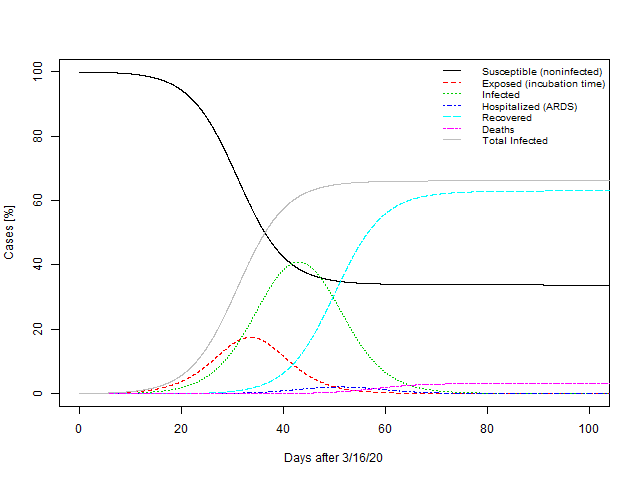 Susceptible (noninfected)
Exposed (incubation time)
Infected
Hospitalized (ARDS)
Recovered
Deaths
Total Infected
Cases [%]
100
80
60
40
20
0
0 20 40 60 80 100
Days after 3/16/20